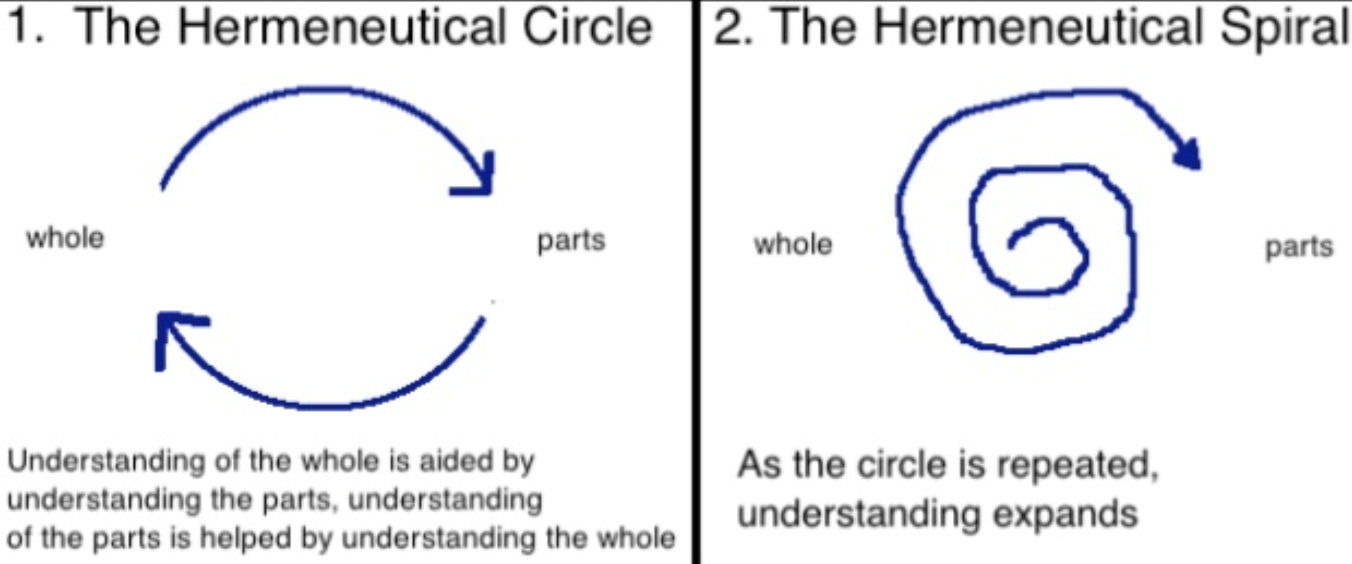 1. The Hermeneutical Circle
whole
parts
Understanding of the whole is aided by
understanding the parts, understanding
of the parts is helped by understanding the whole
2. The Hermeneutical Spiral
whole
parts
As the circle is repeated,
understanding expands